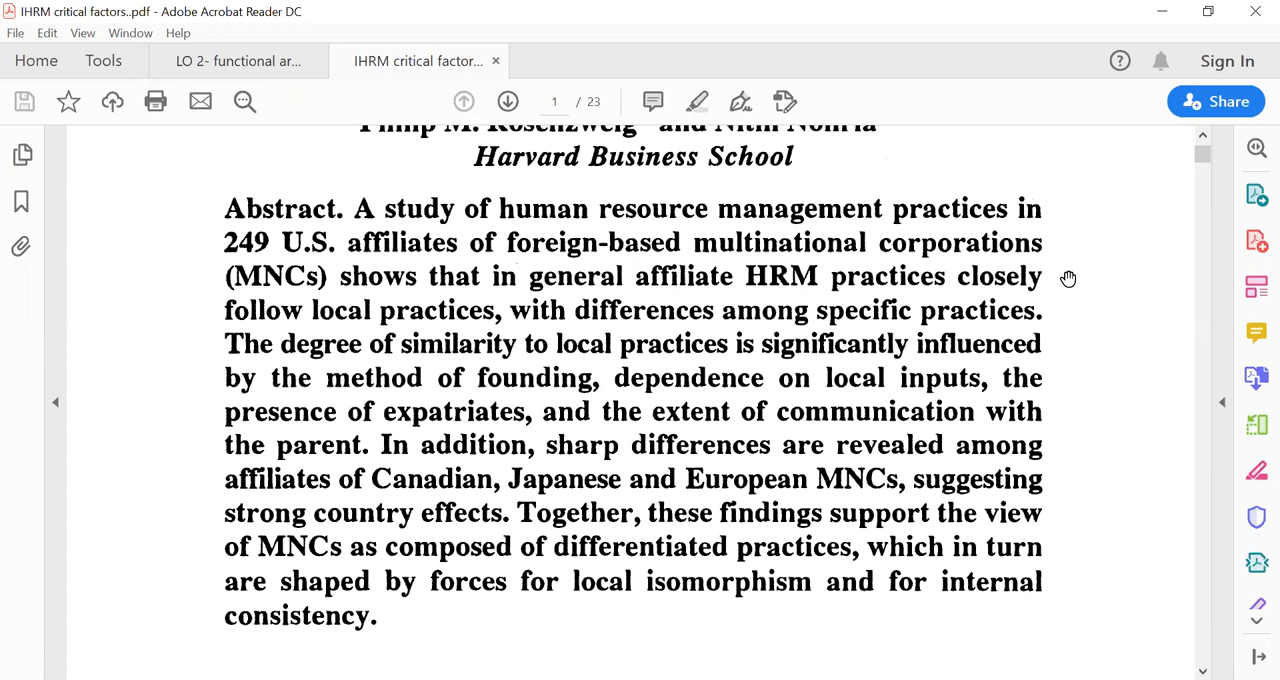 IHRM critical factors..pdf - Adobe Acrobat Reader DC
File Edit View Window Help
Home Tools LO 2- functional ar... IHRM critical factor... × Sign In
1 / 23 Share
Philip M. Rosenzweig and Nitin Nohria
Harvard Business School
Abstract. A study of human resource management practices in
249 U.S. affiliates of foreign-based multinational corporations
(MNCs) shows that in general affiliate HRM practices closely
follow local practices, with differences among specific practices.
The degree of similarity to local practices is significantly influenced
by the method of founding, dependence on local inputs, the
presence of expatriates, and the extent of communication with
the parent. In addition, sharp differences are revealed among
affiliates of Canadian, Japanese and European MNCs, suggesting
strong country effects. Together, these findings support the view
of MNCs as composed of differentiated practices, which in turn
are shaped by forces for local isomorphism and for internal
consistency.